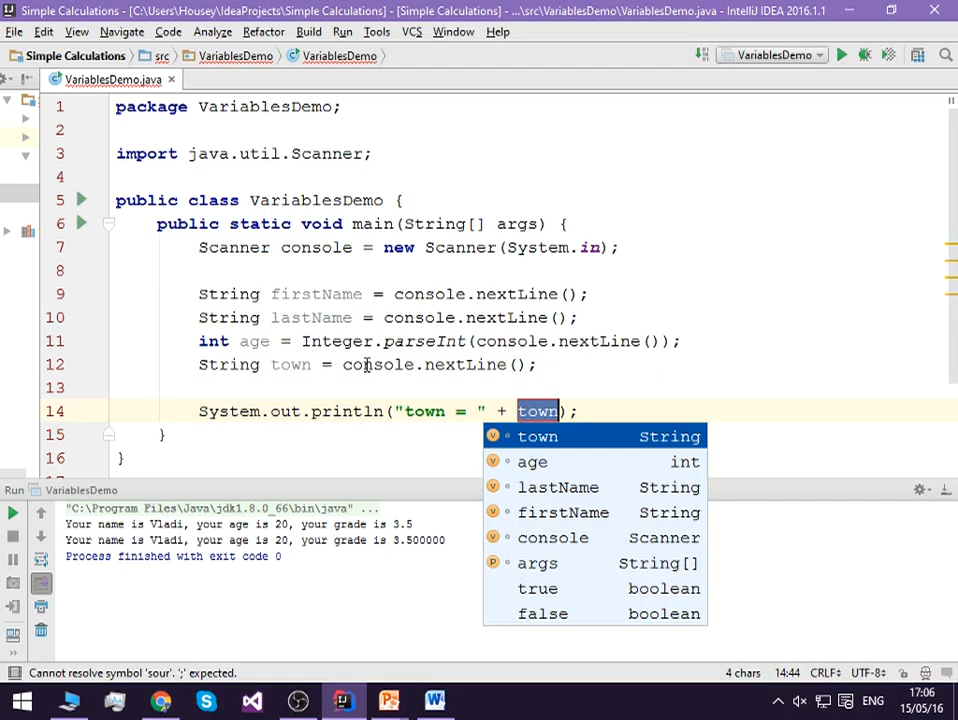 Simple Calculations - [C:\Users\Housey\IdeaProjects\Simple Calculations] - [Simple Calculations] - ...\src\VariablesDemo\VariablesDemo.java - IntelliJ IDEA 2016.1.1
File Edit View Navigate Code Analyze Refactor Build Run Tools VCS Window Help
Simple Calculations src VariablesDemo VariablesDemo VariablesDemo
VariablesDemo.java
1 package VariablesDemo;
2
3 import java.util.Scanner;
4
5 public class VariablesDemo {
6 public static void main(String[] args) {
7 Scanner console = new Scanner(System.in);
8
9 String firstName = console.nextLine();
10 String lastName = console.nextLine();
11 int age = Integer.parseInt(console.nextLine());
12 String town = console.nextLine();
13
14 System.out.println("town = " + town);
15 }
16 }
town String
age int
lastName String
firstName String
console Scanner
args String[]
true boolean
false boolean
Run VariablesDemo
"C:\Program Files\Java\jdk1.8.0_66\bin\java" ...
Your name is Vladi, your age is 20, your grade is 3.5
Your name is Vladi, your age is 20, your grade is 3.500000
Process finished with exit code 0
Cannot resolve symbol 'sour'. ';' expected. 4 chars 14:44 CRLF÷ UTF-8÷
ENG 17:06
15/05/16